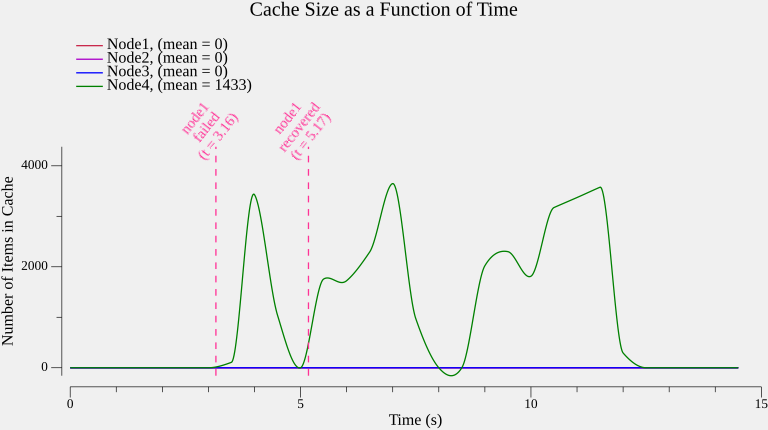 Cache Size as a Function of Time
Node1, (mean = 0)
Node2, (mean = 0)
Node3, (mean = 0)
Node4, (mean = 1433)
node1
failed
(t = 3.16)
node1
recovered
(t = 5.17)
Number of Items in Cache
4000
2000
0
0
5
10
15
Time (s)